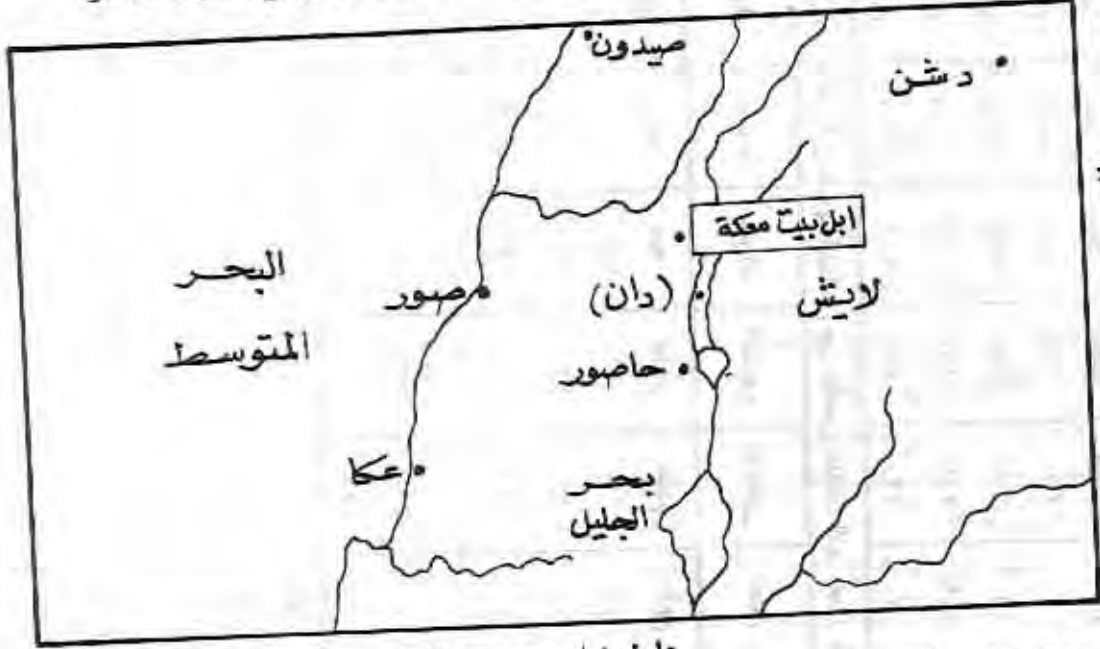 صيدون
دشن
ابل بيت معكة
البحر
المتوسط
صور
(دان)
لايش
حاصور
عكا
بحر
الجليل